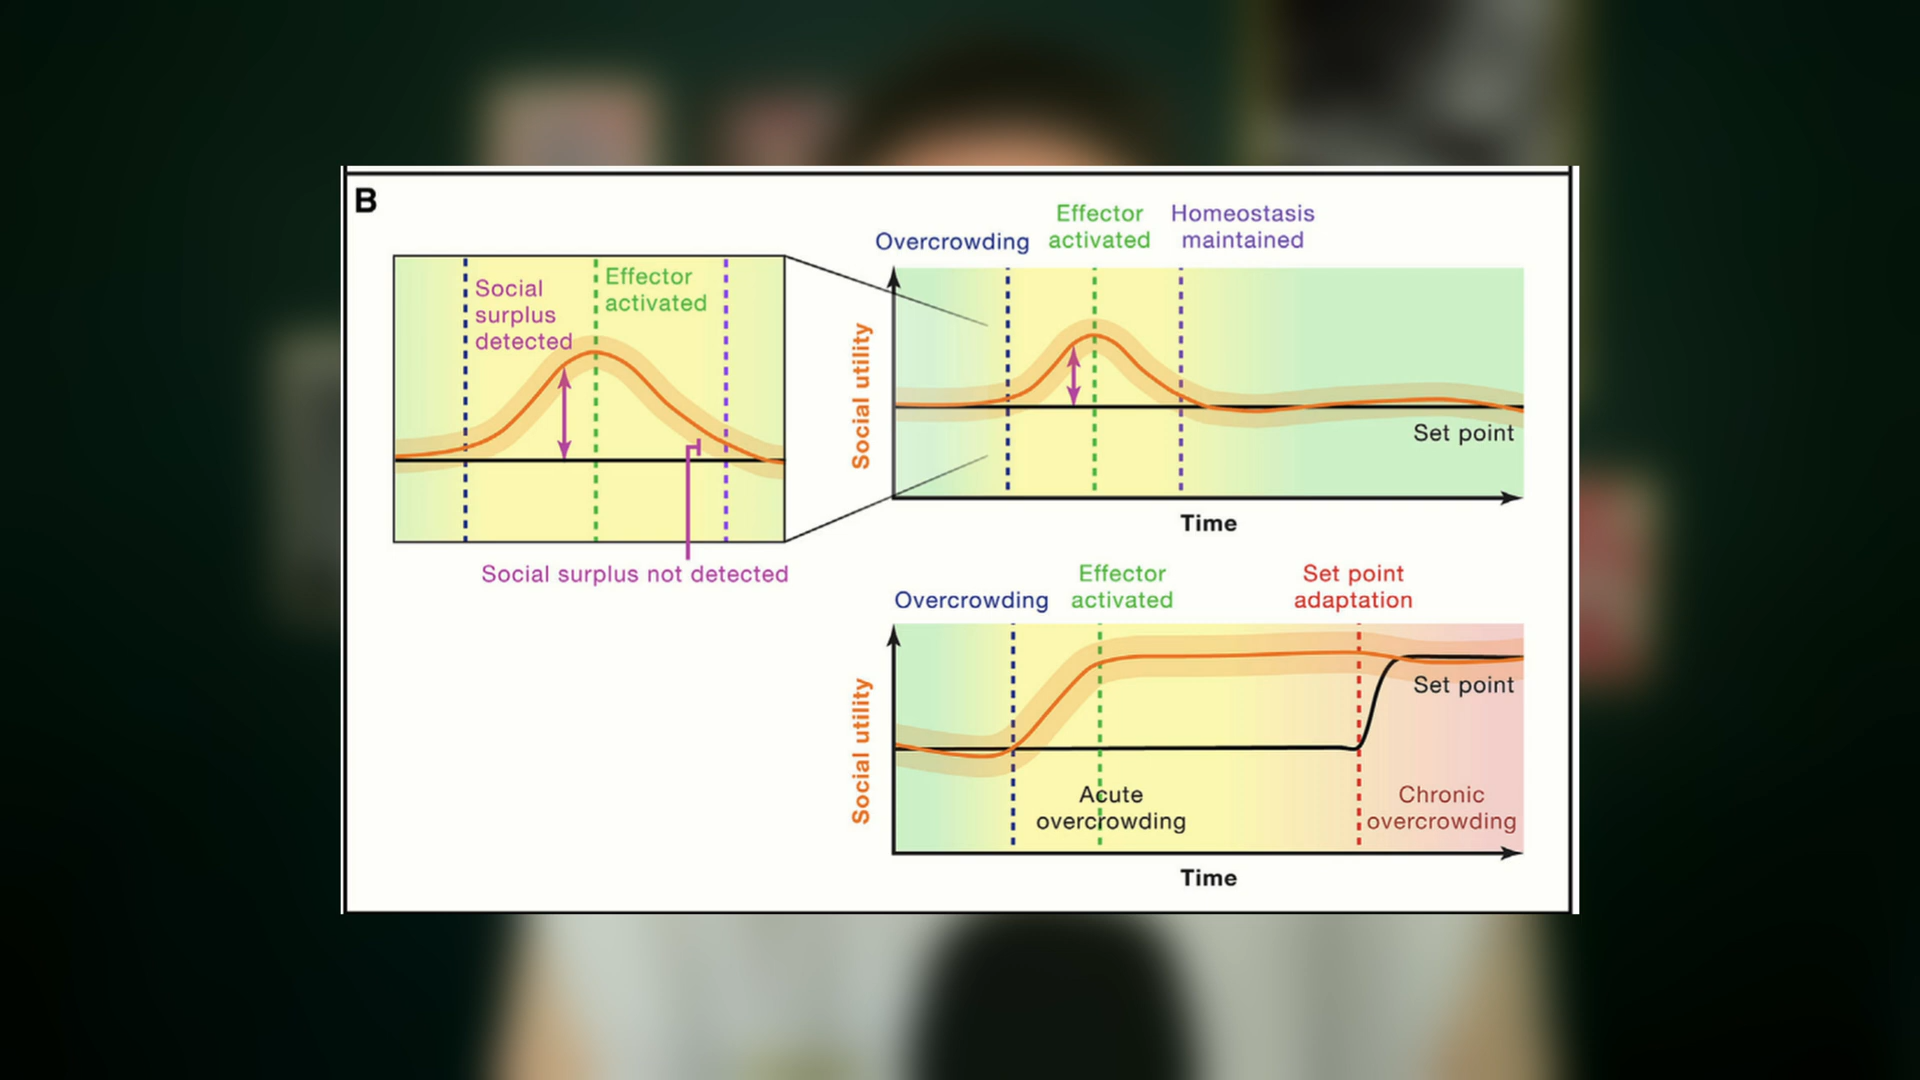 B
Social
surplus
detected
Effector
activated
Social surplus not detected
Overcrowding
Effector
activated
Homeostasis
maintained
Social utility
Set point
Time
Overcrowding
Effector
activated
Set point
adaptation
Social utility
Set point
Acute
overcrowding
Chronic
overcrowding
Time